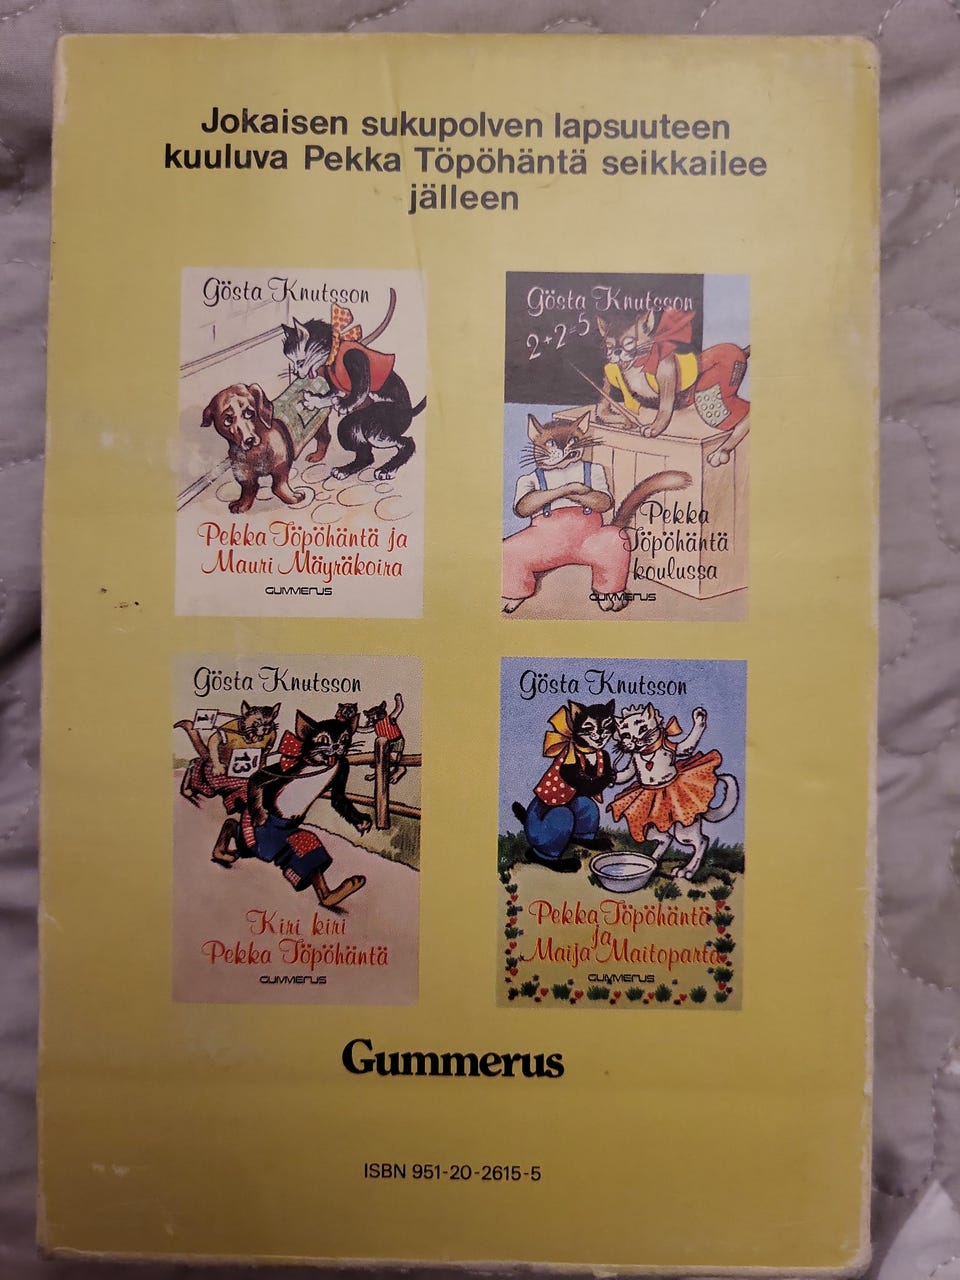 Jokaisen sukupolven lapsuuteen
kuuluva Pekka Töpöhäntä seikkailee
jälleen
Gösta Knutsson
Pekka Töpöhäntä ja
Mauri Mäyräkoira
GUMMERUS
Gösta Knutsson
2+2=5
Pekka
Töpöhäntä
koulussa
GUMMERUS
Gösta Knutsson
13
Kiri kiri
Pekka Töpöhäntä
GUMMERUS
Gösta Knutsson
Pekka Töpöhäntä
ja
Maija Maitoparta
GUMMERUS
Gummerus
ISBN 951-20-2615-5